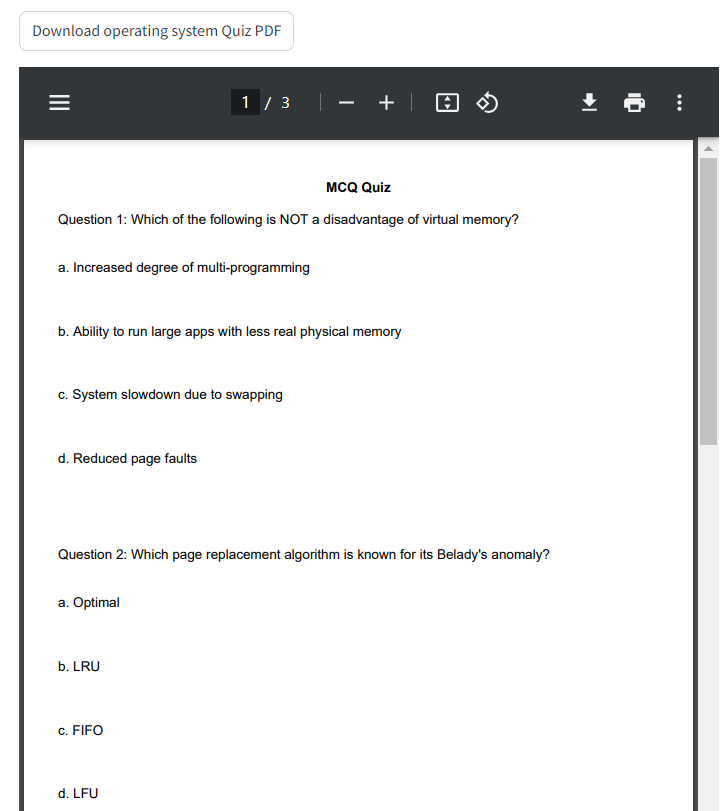 Download operating system Quiz PDF
1 / 3
MCQ Quiz
Question 1: Which of the following is NOT a disadvantage of virtual memory?
a. Increased degree of multi-programming
b. Ability to run large apps with less real physical memory
c. System slowdown due to swapping
d. Reduced page faults
Question 2: Which page replacement algorithm is known for its Belady's anomaly?
a. Optimal
b. LRU
c. FIFO
d. LFU